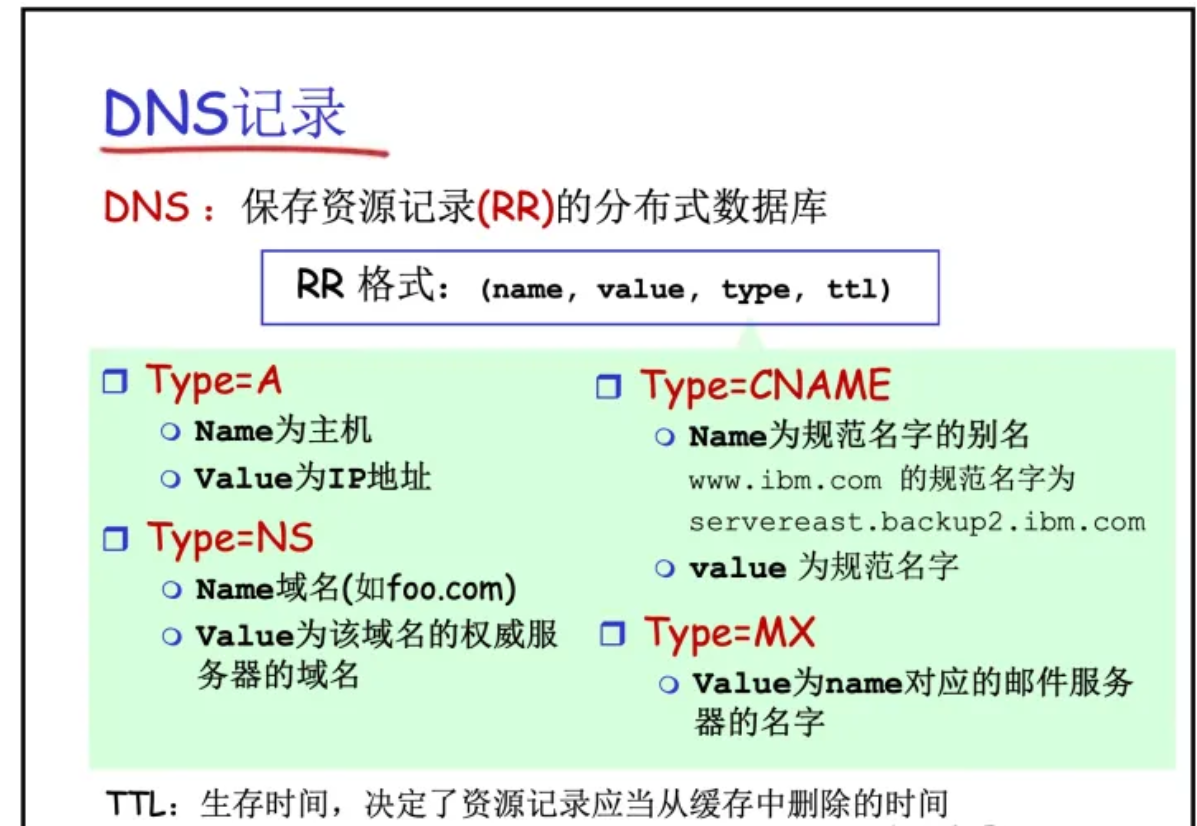 DNS记录
DNS：保存资源记录(RR)的分布式数据库
RR 格式：(name, value, type, ttl)
Type=A
Name为主机
Value为IP地址
Type=NS
Name域名(如foo.com)
Value为该域名的权威服
务器的域名
Type=CNAME
Name为规范名字的别名
www.ibm.com 的规范名字为
servereast.backup2.ibm.com
value 为规范名字
Type=MX
Value为name对应的邮件服务
器的名字
TTL：生存时间，决定了资源记录应当从缓存中删除的时间